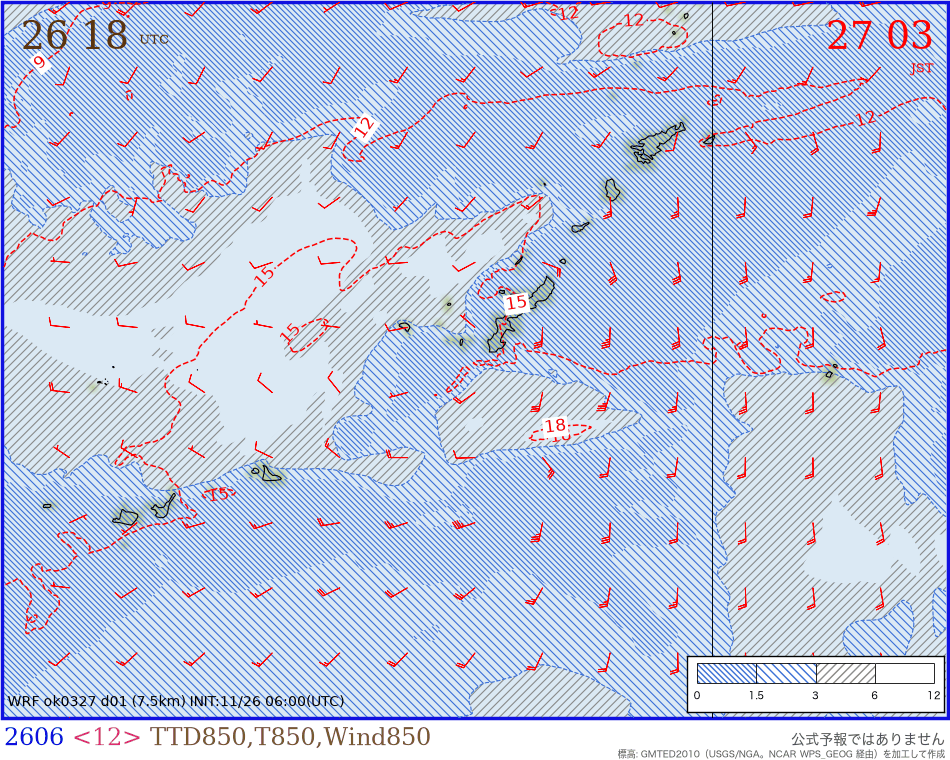 26 18 UTC
27 03
JST
12
12
9
12
12
15
15
15
18
15
WRF ok0327 d01 (7.5km) INIT:11/26 06:00(UTC)
0 1.5 3 6 12
2606 <12> TTD850,T850,Wind850
公式予報ではありません
標高: GMTED2010（USGS/NGA。NCAR WPS_GEOG 経由）を加工して作成